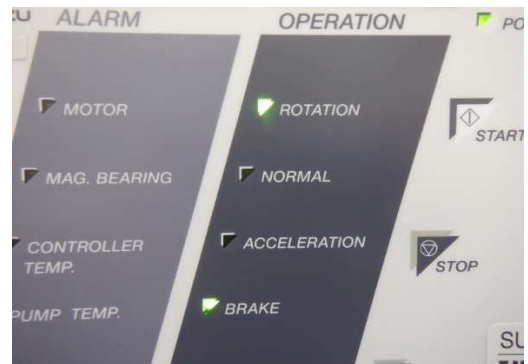 ALARM
OPERATION
MOTOR
ROTATION
START
MAG. BEARING
NORMAL
CONTROLLER
TEMP.
ACCELERATION
STOP
PUMP TEMP.
BRAKE